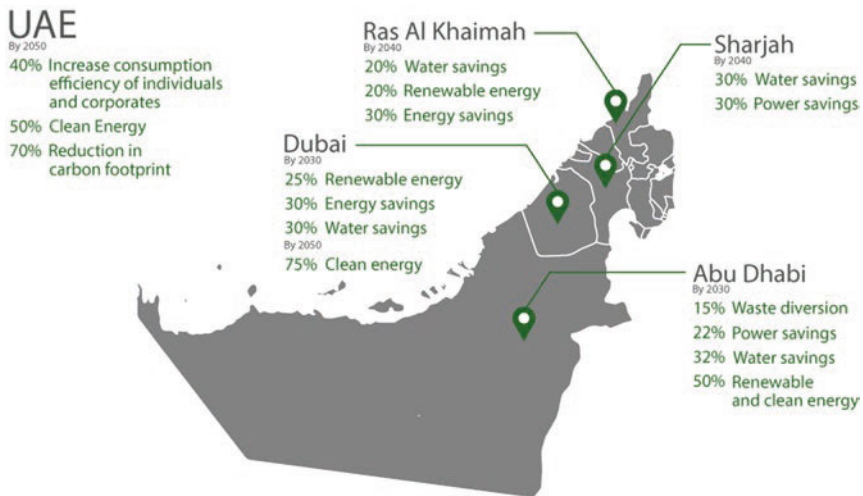 UAE
By 2050
40% Increase consumption
efficiency of individuals
and corporates
50% Clean Energy
70% Reduction in
carbon footprint
Ras Al Khaimah
By 2040
20% Water savings
20% Renewable energy
30% Energy savings
Sharjah
By 2040
30% Water savings
30% Power savings
Dubai
By 2030
25% Renewable energy
30% Energy savings
30% Water savings
By 2050
75% Clean energy
Abu Dhabi
By 2030
15% Waste diversion
22% Power savings
32% Water savings
50% Renewable
and clean energy